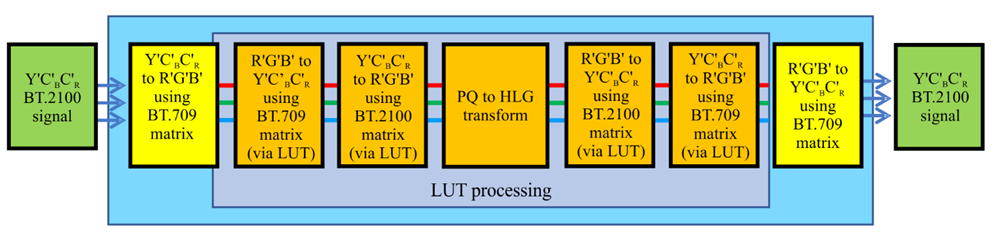 Y'C'BC'R
BT.2100
signal
Y'C'BC'R
to R'G'B'
using
BT.709
matrix
R'G'B' to
Y'C'BC'R
using
BT.709
matrix
(via LUT)
Y'C'BC'R
to R'G'B'
using
BT.2100
matrix
(via LUT)
PQ to HLG
transform
R'G'B' to
Y'C'BC'R
using
BT.2100
matrix
(via LUT)
Y'C'BC'R
to R'G'B'
using
BT.709
matrix
(via LUT)
R'G'B' to
Y'C'BC'R
using
BT.709
matrix
Y'C'BC'R
BT.2100
signal
LUT processing